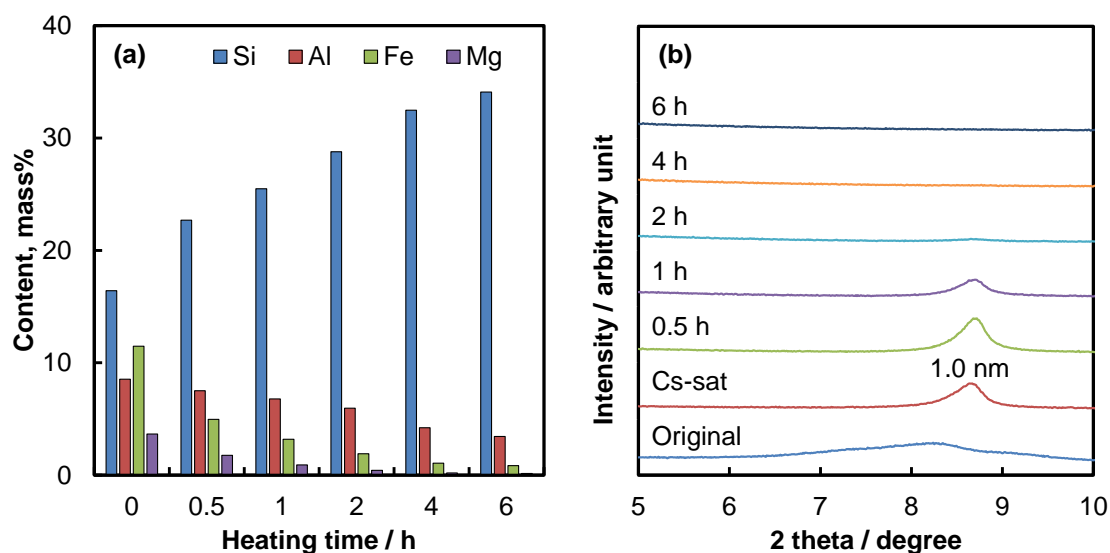 (a)
Si Al Fe Mg
40
30
20
10
0
Content, mass%
0 0.5 1 2 4 6
Heating time / h
(b)
6 h
4 h
2 h
1 h
0.5 h
1.0 nm
Cs-sat
Original
Intensity / arbitrary unit
5 6 7 8 9 10
2 theta / degree